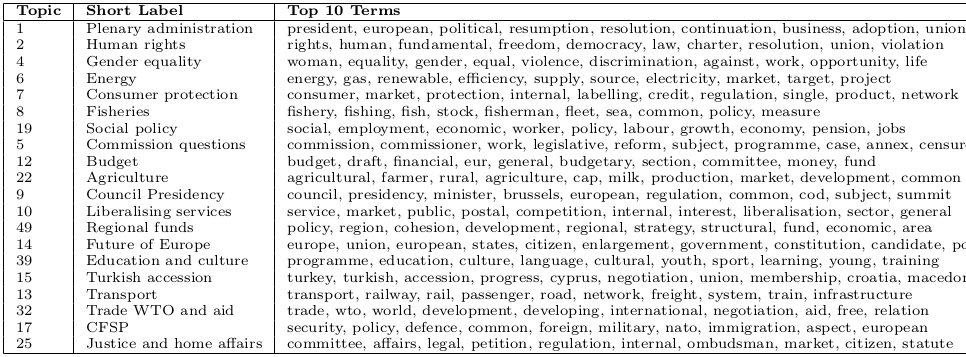 Topic Short Label Top 10 Terms
1 Plenary administration president, european, political, resumption, resolution, continuation, business, adoption, union
2 Human rights rights, human, fundamental, freedom, democracy, law, charter, resolution, union, violation
4 Gender equality woman, equality, gender, equal, violence, discrimination, against, work, opportunity, life
6 Energy energy, gas, renewable, efficiency, supply, source, electricity, market, target, project
7 Consumer protection consumer, market, protection, internal, labelling, credit, regulation, single, product, network
8 Fisheries fishery, fishing, fish, stock, fisherman, fleet, sea, common, policy, measure
19 Social policy social, employment, economic, worker, policy, labour, growth, economy, pension, jobs
5 Commission questions commission, commissioner, work, legislative, reform, subject, programme, case, annex,
12 Budget budget, draft, financial, eur, general, budgetary, section, committee, money, fund
22 Agriculture agricultural, farmer, rural, agriculture, cap, milk, production, market, development, common
9 Council Presidency council, presidency, minister, brussels, european, regulation, common, cod, subject, summit
10 Liberalising services service, market, public, postal, competition, internal, interest, liberalisation, sector, general
49 Regional funds policy, region, cohesion, development, regional, strategy, structural, fund, economic, area
14 Future of Europe europe, union, european, states, citizen, enlargement, government, constitution, candidate,
39 Education and culture programme, education, culture, language, cultural, youth, sport, learning, young, training
15 Turkish accession turkey, turkish, accession, progress, cyprus, negotiation, union, membership, croatia,
13 Transport transport, railway, rail, passenger, road, network, freight, system, train, infrastructure
32 Trade WTO and aid trade, wto, world, development, developing, international, negotiation, aid, free, relation
17 CFSP security, policy, defence, common, foreign, military, nato, immigration, aspect, european
25 Justice and home affairs committee, affairs, legal, petition, regulation, internal, ombudsman, market, citizen, statute